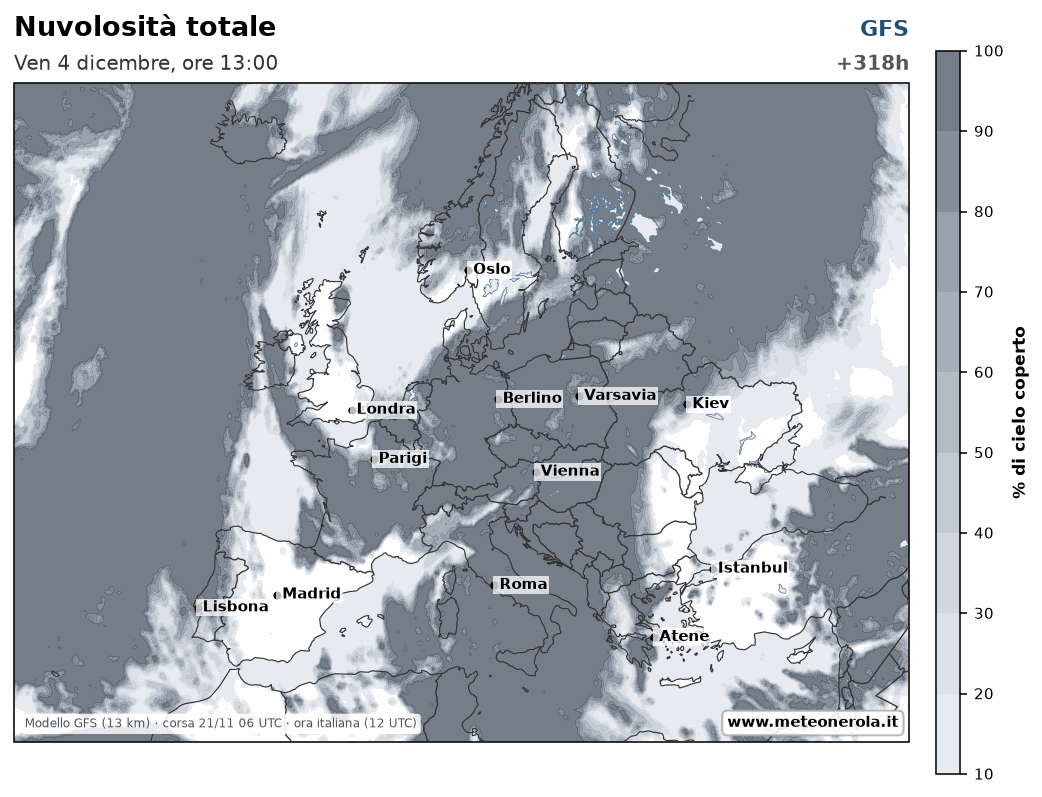 Nuvolosità totale
GFS
Ven 4 dicembre, ore 13:00
+318h
100
90
80
70
60
50
40
30
20
10
% di cielo coperto
Oslo
Londra
Berlino
Varsavia
Kiev
Parigi
Vienna
Istanbul
Madrid
Lisbona
Roma
Atene
Modello GFS (13 km) · corsa 21/11 06 UTC · ora italiana (12 UTC)
www.meteonerola.it